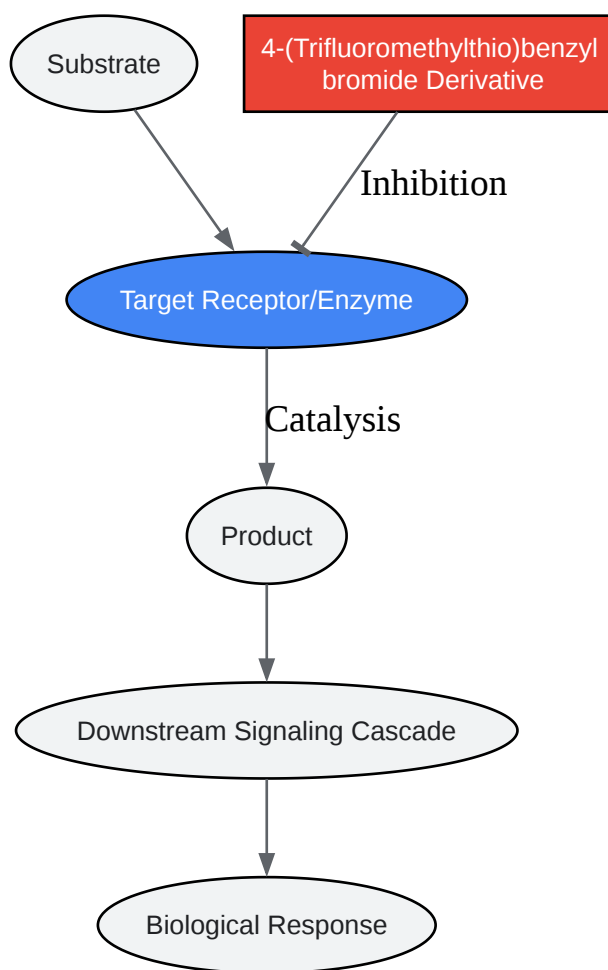 Substrate
4-(Trifluoromethylthio)benzyl
bromide Derivative
Inhibition
Target Receptor/Enzyme
Catalysis
Product
Downstream Signaling Cascade
Biological Response